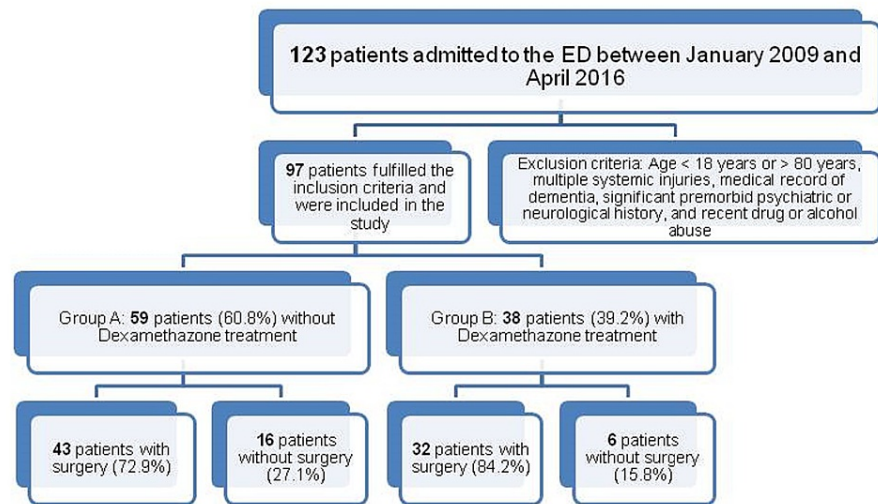 123 patients admitted to the ED between January 2009 and
April 2016
97 patients fulfilled the
inclusion criteria and
were included in the
study
Exclusion criteria: Age < 18 years or > 80 years,
multiple systemic injuries, medical record of
dementia, significant premorbid psychiatric or
neurological history, and recent drug or alcohol
abuse
Group A: 59 patients (60.8%) without
Dexamethazone treatment
Group B: 38 patients (39.2%) with
Dexamethazone treatment
43 patients with
surgery (72.9%)
16 patients
without surgery
(27.1%)
32 patients with
surgery (84.2%)
6 patients
without surgery
(15.8%)